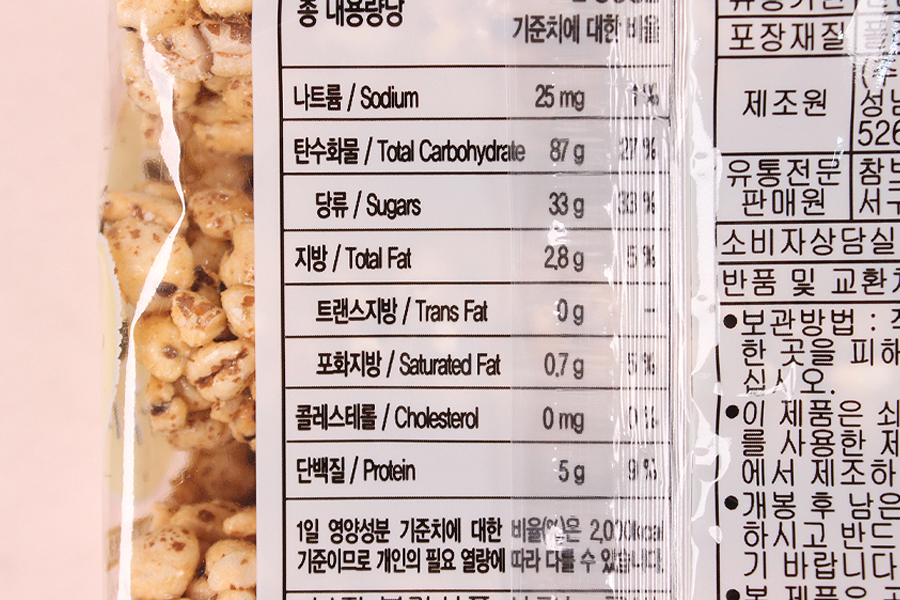 총 내용량당
기준치에 대한 비율
나트륨 / Sodium 25 mg 1 %
탄수화물 / Total Carbohydrate 87 g 27 %
당류 / Sugars 33 g 33 %
지방 / Total Fat 2.8 g 5 %
트랜스지방 / Trans Fat 0 g –
포화지방 / Saturated Fat 0.7 g 5 %
콜레스테롤 / Cholesterol 0 mg 0 %
단백질 / Protein 5 g 9 %
1일 영양성분 기준치에 대한 비율(%)은 2,000kcal
기준이므로 개인의 필요 열량에 따라 다를 수 있습니다.
포장재질
제조원
성남
526
유통전문
판매원
서구
소비자상담실
반품 및 교환
•보관방법 :
한 곳을 피해
십시오.
•이 제품은
를 사용한 제
에서 제조하
•개봉 후 남은
하시고 반드
기 바랍니다